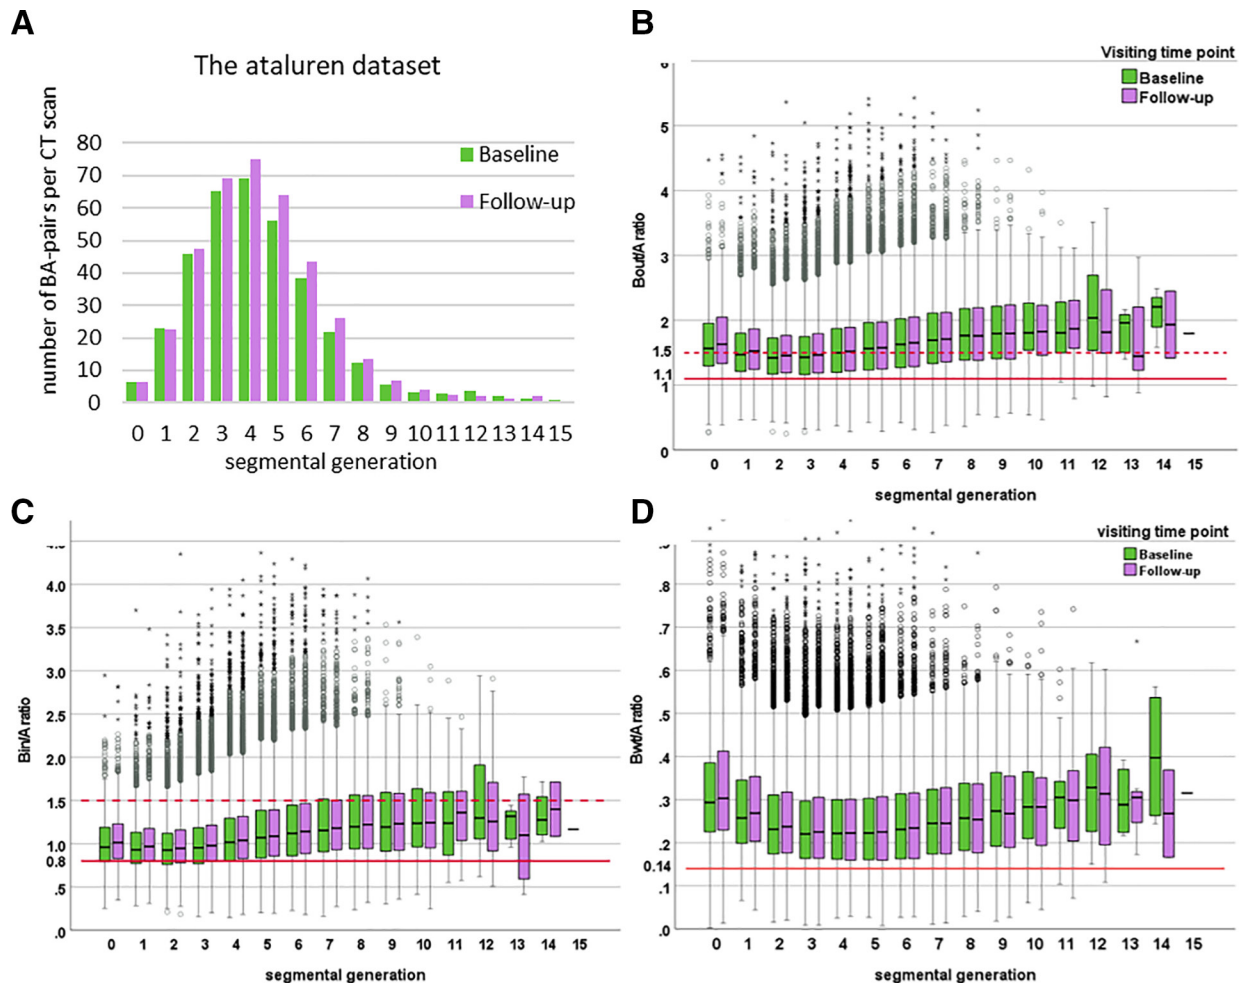 A
The ataluren dataset
number of BA-pairs per CT scan
80
70
60
50
40
30
20
10
0
Baseline
Follow-up
0 1 2 3 4 5 6 7 8 9 10 11 12 13 14 15
segmental generation
B
Visiting time point
Baseline
Follow-up
Bout/A ratio
5
4
3
2
1.5
1.1
1
0
0 1 2 3 4 5 6 7 8 9 10 11 12 13 14 15
segmental generation
C
Bin/A ratio
4.0
3.5
3.0
2.5
2.0
1.5
1.0
0.8
.5
.0
0 1 2 3 4 5 6 7 8 9 10 11 12 13 14 15
segmental generation
D
visiting time point
Baseline
Follow-up
Bwt/A ratio
.8
.7
.6
.5
.4
.3
.2
0.14
.1
.0
0 1 2 3 4 5 6 7 8 9 10 11 12 13 14 15
segmental generation